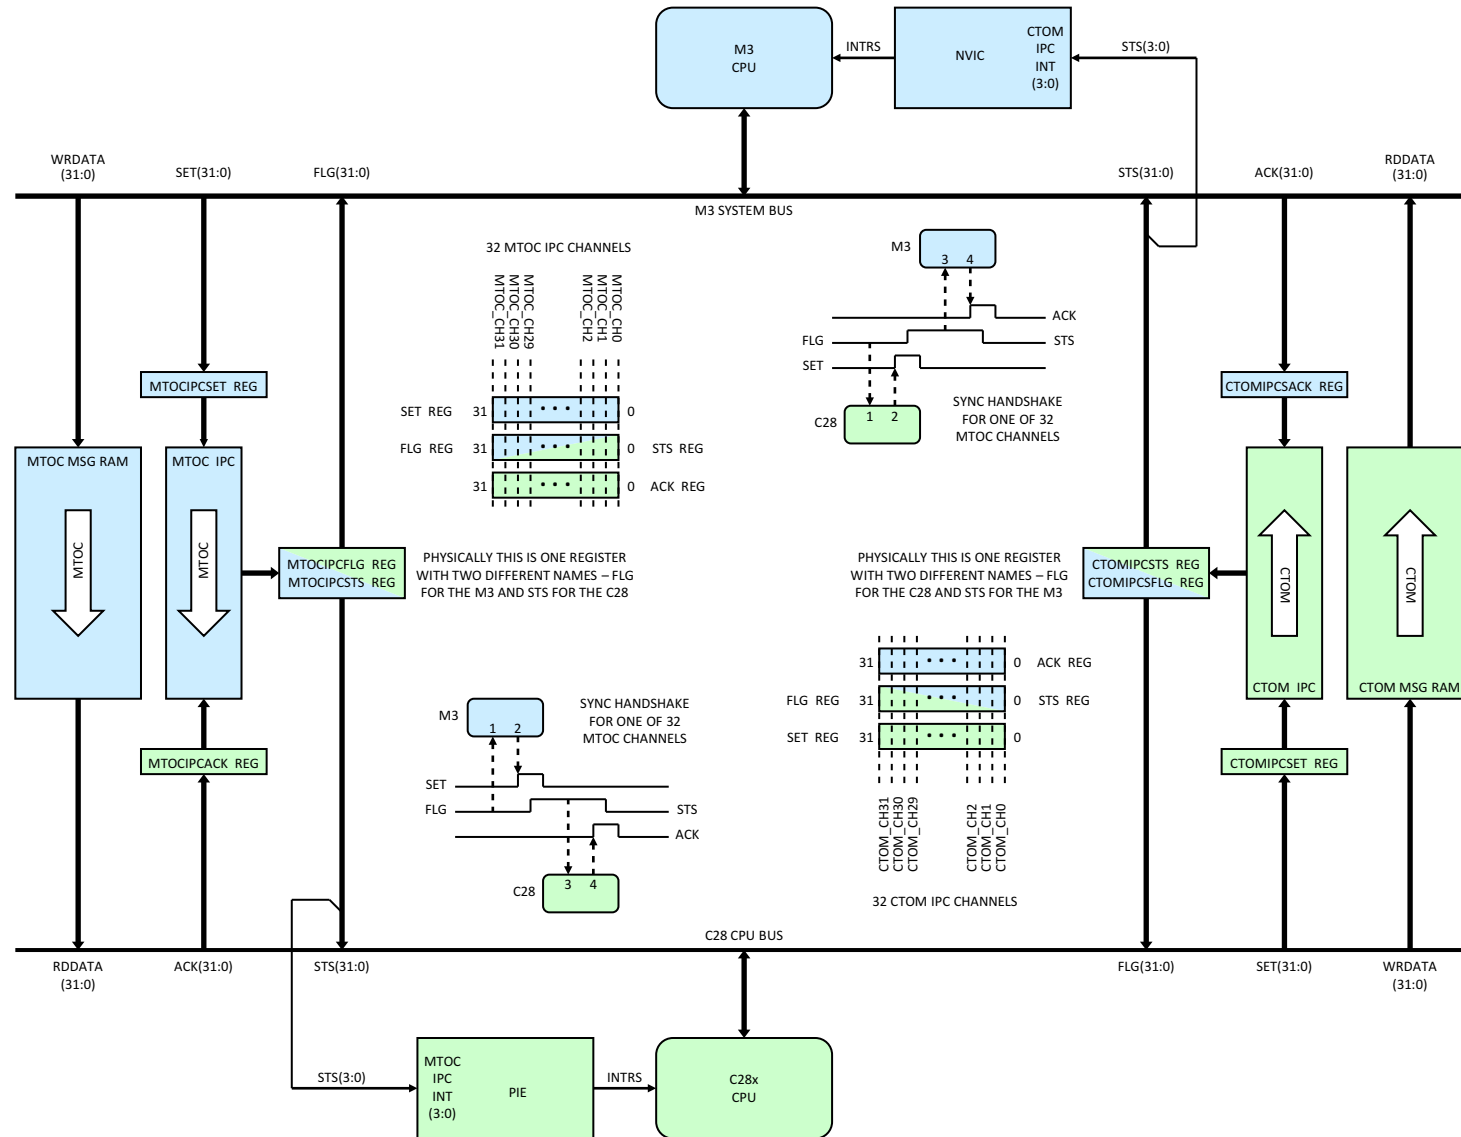 M3
CPU
INTRS
NVIC
CTOM
IPC
INT
(3:0)
STS(3:0)
WRDATA
(31:0)
SET(31:0)
FLG(31:0)
STS(31:0)
ACK(31:0)
RDDATA
(31:0)
M3 SYSTEM BUS
32 MTOC IPC CHANNELS
MTOC_CH31
MTOC_CH30
MTOC_CH29
MTOC_CH2
MTOC_CH1
MTOC_CH0
SET REG 31 • • • 0
FLG REG 31 • • • 0 STS REG
31 • • • 0 ACK REG
M3
3 4
ACK
FLG STS
SET
C28
1 2
SYNC HANDSHAKE
FOR ONE OF 32
MTOC CHANNELS
MTOCIPCSET REG
CTOMIPCSACK REG
MTOC MSG RAM
MTOC
MTOC IPC
MTOC
MTOCIPCFLG REG
MTOCIPCSTS REG
PHYSICALLY THIS IS ONE REGISTER
WITH TWO DIFFERENT NAMES – FLG
FOR THE M3 AND STS FOR THE C28
PHYSICALLY THIS IS ONE REGISTER
WITH TWO DIFFERENT NAMES – FLG
FOR THE C28 AND STS FOR THE M3
CTOMIPCSTS REG
CTOMIPCSFLG REG
CTOM
CTOM IPC
CTOM
CTOM MSG RAM
MTOCIPCACK REG
CTOMIPCSET REG
M3
1 2
SYNC HANDSHAKE
FOR ONE OF 32
MTOC CHANNELS
SET
FLG STS
ACK
C28
3 4
31 • • • 0 ACK REG
FLG REG 31 • • • 0 STS REG
SET REG 31 • • • 0
CTOM_CH31
CTOM_CH30
CTOM_CH29
CTOM_CH2
CTOM_CH1
CTOM_CH0
32 CTOM IPC CHANNELS
C28 CPU BUS
RDDATA
(31:0)
ACK(31:0)
STS(31:0)
FLG(31:0)
SET(31:0)
WRDATA
(31:0)
STS(3:0)
MTOC
IPC
INT
(3:0)
PIE
INTRS
C28x
CPU